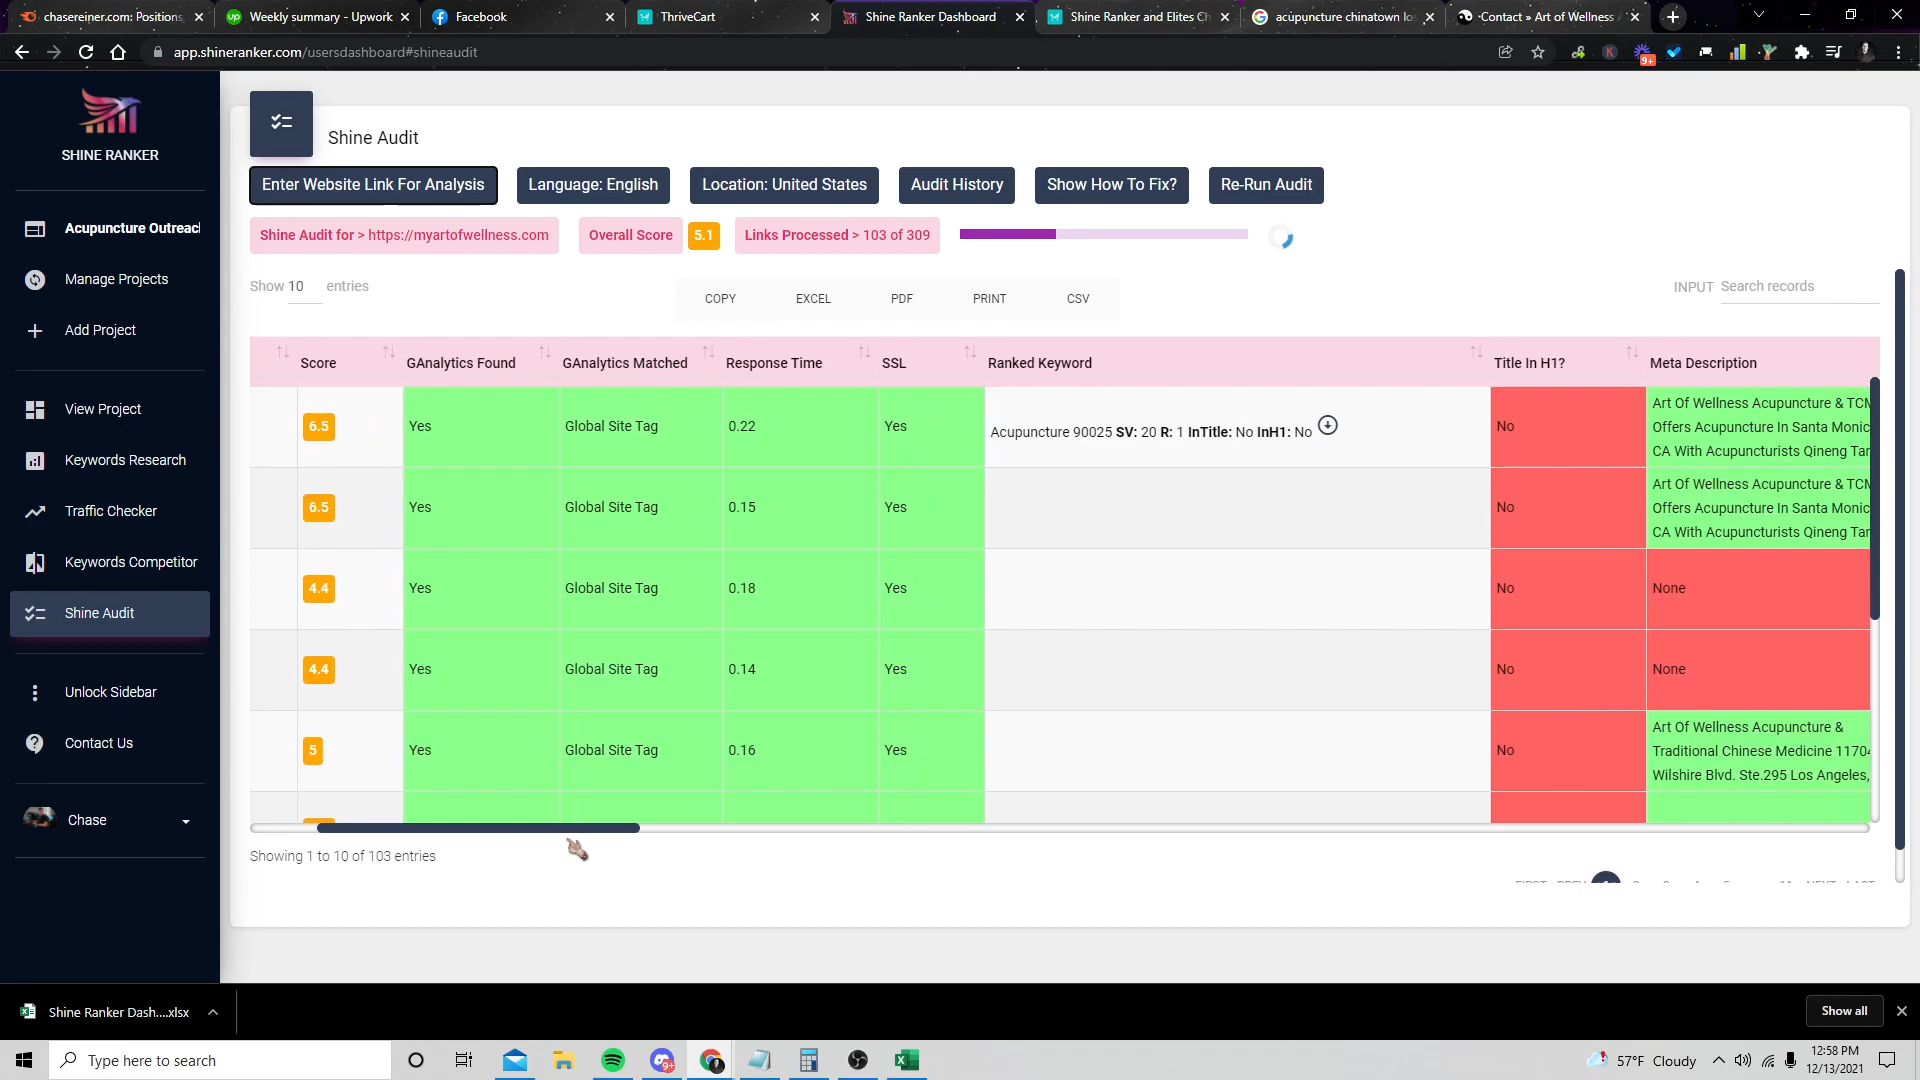 chasereiner.com: Positions,
Weekly summary - Upwork
Facebook
ThriveCart
Shine Ranker Dashboard
Shine Ranker and Elites Ch
acupuncture chinatown lo
Contact » Art of Wellness A
app.shineranker.com/usersdashboard#shineaudit
9+
SHINE RANKER
Acupuncture Outreac
Manage Projects
Add Project
View Project
Keywords Research
Traffic Checker
Keywords Competitor
Shine Audit
Unlock Sidebar
Contact Us
Chase
Shine Audit
Enter Website Link For Analysis
Language: English
Location: United States
Audit History
Show How To Fix?
Re-Run Audit
Shine Audit for > https://myartofwellness.com
Overall Score
5.1
Links Processed > 103 of 309
Show 10 entries
COPY
EXCEL
PDF
PRINT
CSV
INPUT Search records
Score
GAnalytics Found
GAnalytics Matched
Response Time
SSL
Ranked Keyword
Title In H1?
Meta Description
6.5
Yes
Global Site Tag
0.22
Yes
Acupuncture 90025 SV: 20 R: 1 InTitle: No InH1: No
No
Art Of Wellness Acupuncture & TCM
Offers Acupuncture In Santa Monic
CA With Acupuncturists Qineng Tan
6.5
Yes
Global Site Tag
0.15
Yes
No
Art Of Wellness Acupuncture & TCM
Offers Acupuncture In Santa Monic
CA With Acupuncturists Qineng Tan
4.4
Yes
Global Site Tag
0.18
Yes
No
None
4.4
Yes
Global Site Tag
0.14
Yes
No
None
5
Yes
Global Site Tag
0.16
Yes
No
Art Of Wellness Acupuncture &
Traditional Chinese Medicine 11704
Wilshire Blvd. Ste.295 Los Angeles,
Showing 1 to 10 of 103 entries
Shine Ranker Dash....xlsx
Show all
Type here to search
9+
57°F Cloudy
12:58 PM
12/13/2021